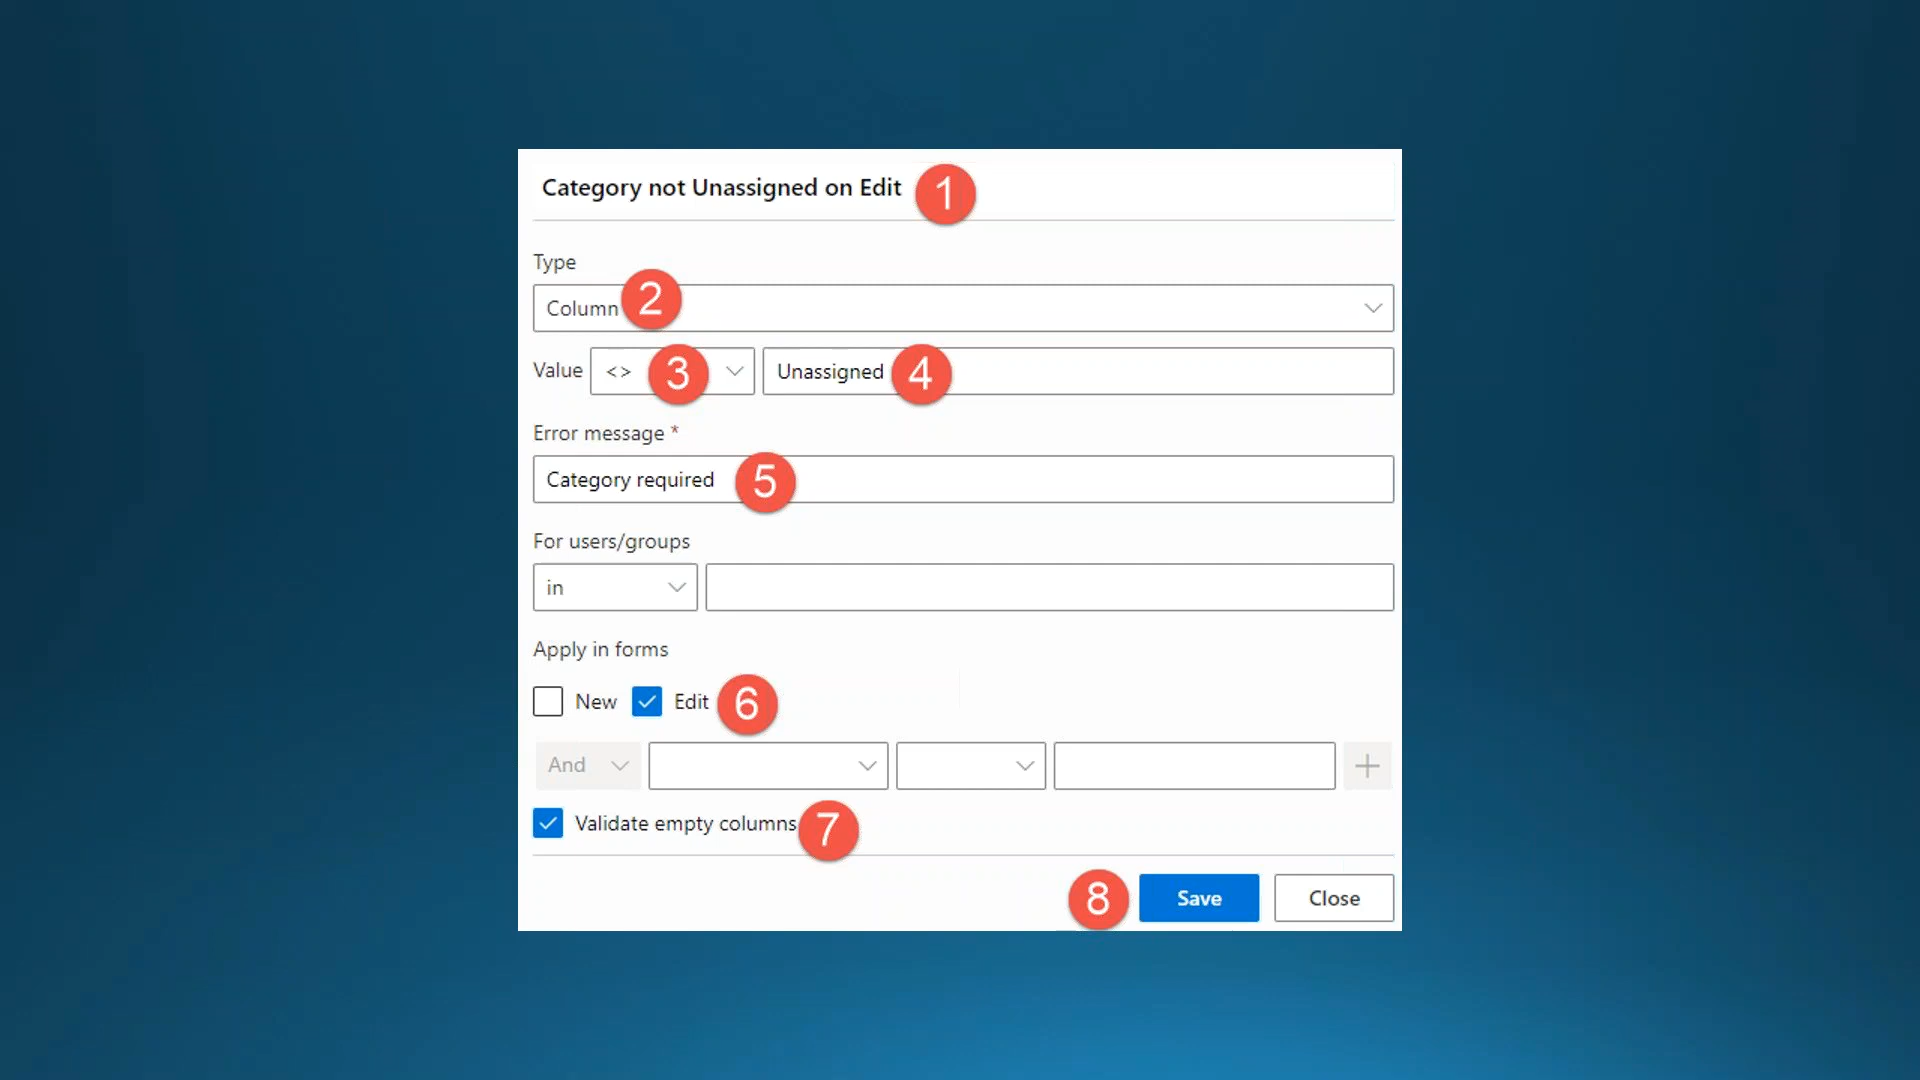 Category not Unassigned on Edit 1
Type
Column 2
Value <> 3 Unassigned 4
Error message *
Category required 5
For users/groups
in
Apply in forms
New Edit 6
And
Validate empty columns 7
8 Save Close